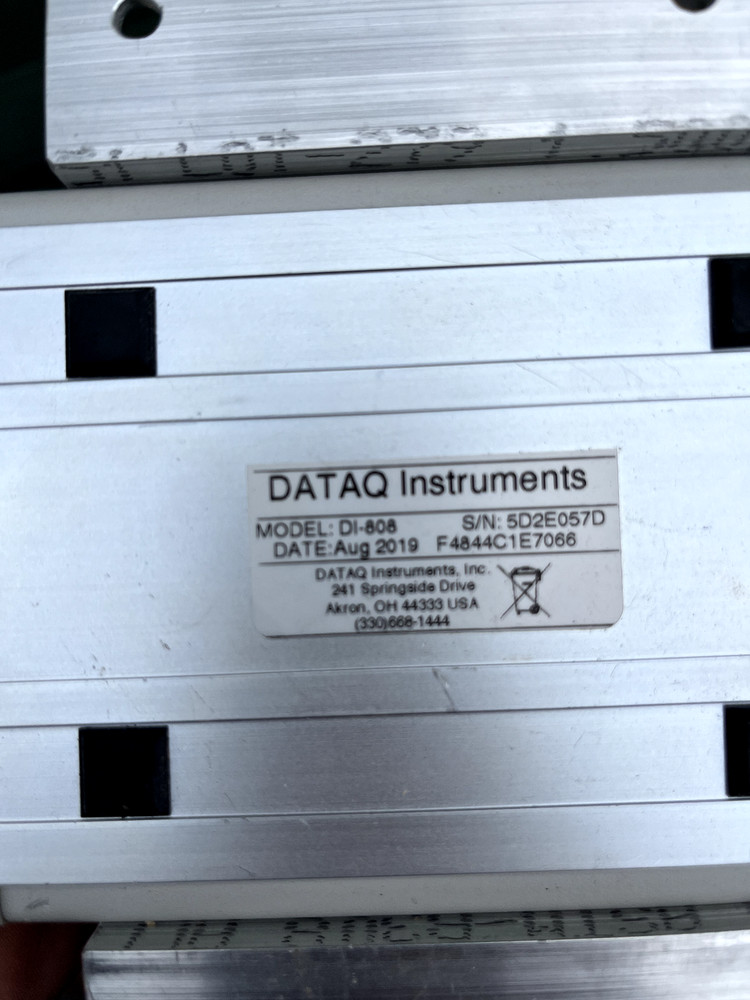 DATAQ Instruments
MODEL: DI-808 S/N: 5D2E057D
DATE:Aug 2019 F4844C1E7066
DATAQ Instruments, Inc.
241 Springside Drive
Akron, OH 44333 USA
(330)668-1444